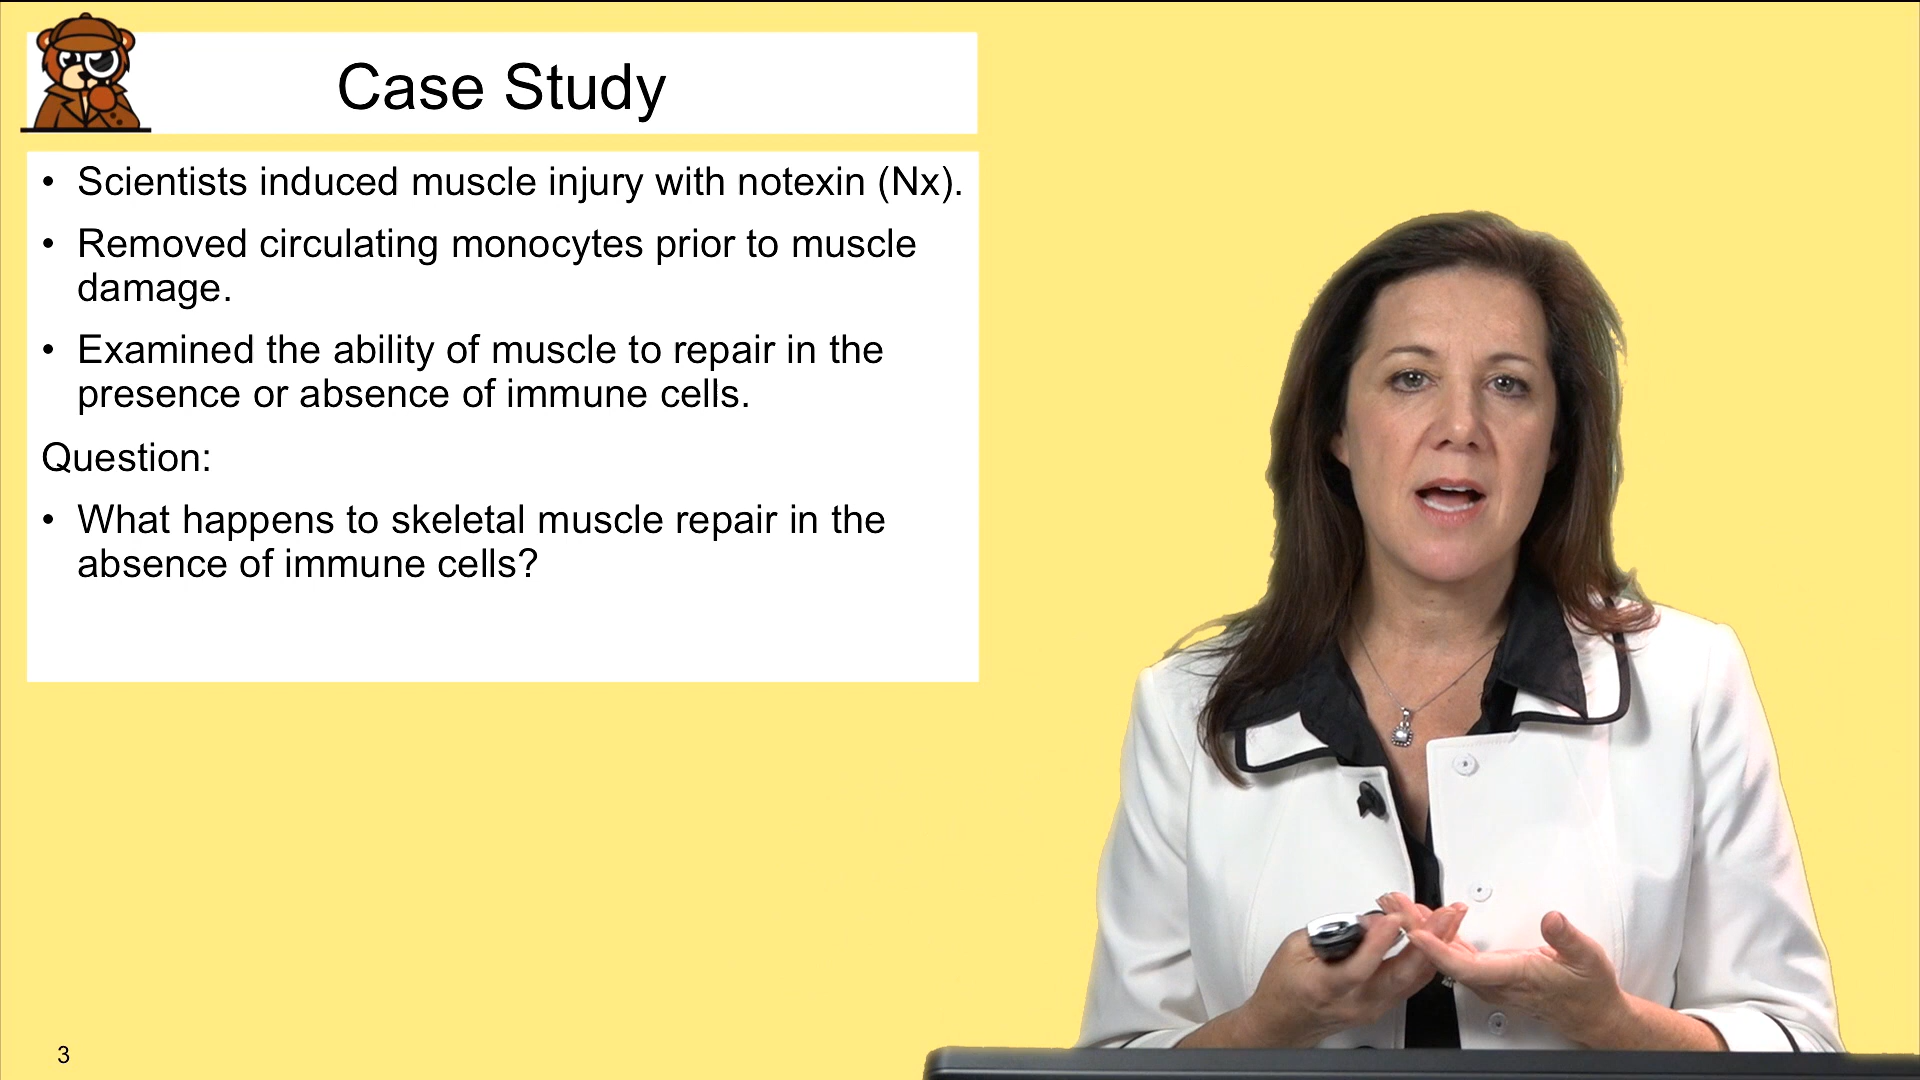 Case Study
• Scientists induced muscle injury with notexin (Nx).
• Removed circulating monocytes prior to muscle
damage.
• Examined the ability of muscle to repair in the
presence or absence of immune cells.
Question:
• What happens to skeletal muscle repair in the
absence of immune cells?
3